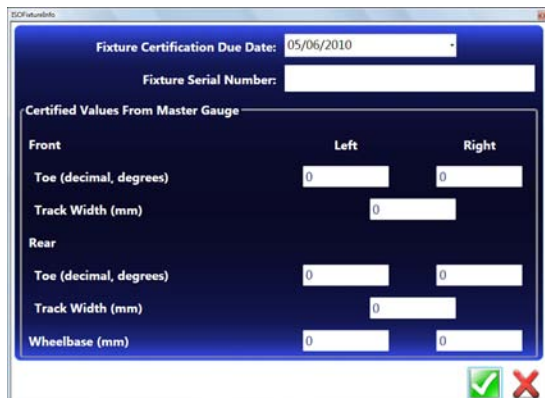 ISOFixtureInfo
Fixture Certification Due Date: 05/06/2010
Fixture Serial Number:
Certified Values From Master Gauge
Front Left Right
Toe (decimal, degrees) 0 0
Track Width (mm) 0
Rear
Toe (decimal, degrees) 0 0
Track Width (mm) 0
Wheelbase (mm) 0 0